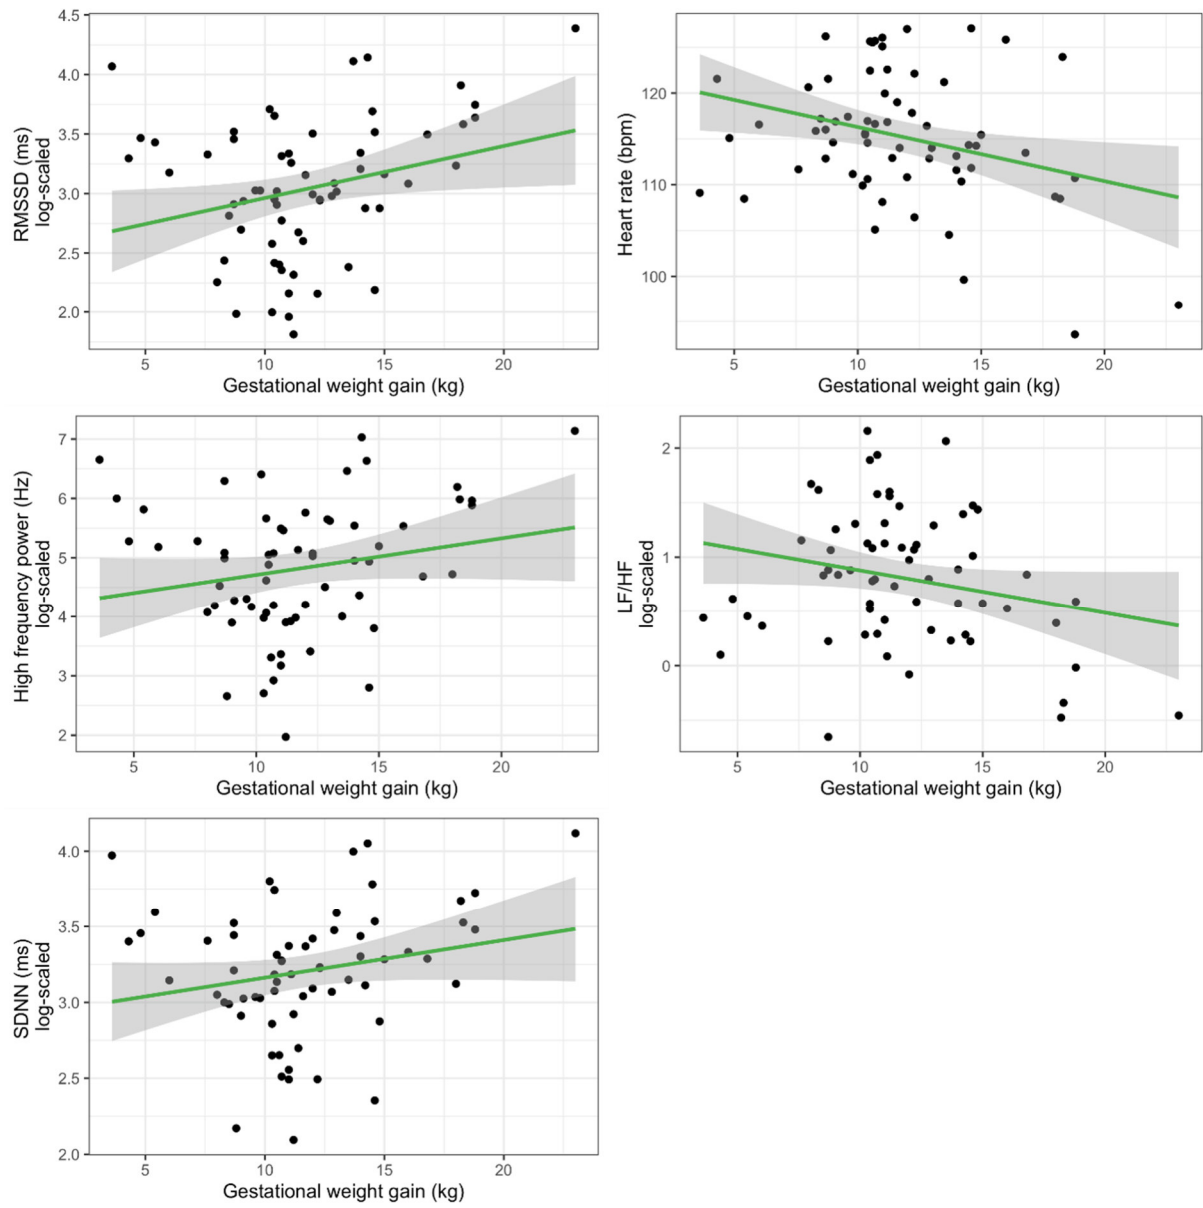 RMSSD (ms)
log-scaled
4.5
4.0
3.5
3.0
2.5
2.0
5 10 15 20
Gestational weight gain (kg)
Heart rate (bpm)
120
110
100
5 10 15 20
Gestational weight gain (kg)
High frequency power (Hz)
log-scaled
7
6
5
4
3
2
5 10 15 20
Gestational weight gain (kg)
LF/HF
log-scaled
2
1
0
5 10 15 20
Gestational weight gain (kg)
SDNN (ms)
log-scaled
4.0
3.5
3.0
2.5
2.0
5 10 15 20
Gestational weight gain (kg)